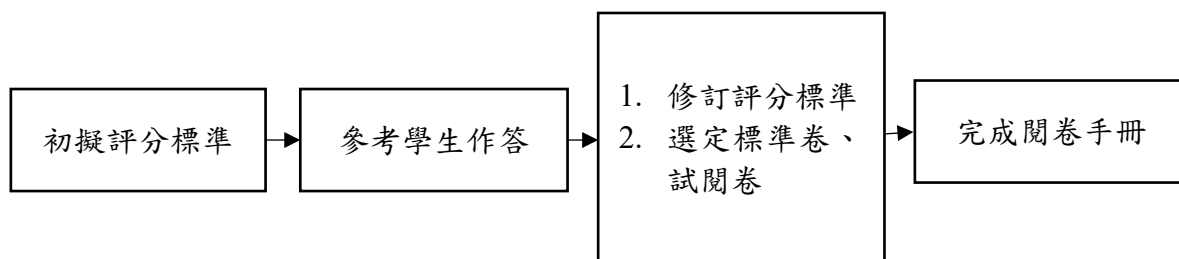 初擬評分標準
參考學生作答
1. 修訂評分標準
2. 選定標準卷、
試閱卷
完成閱卷手冊